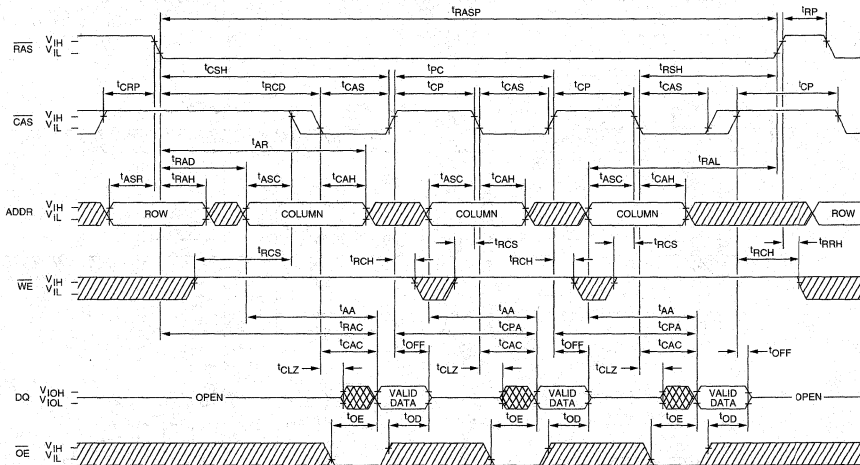 tRASP tRP
RAS VIH
VIL
tCSH tPC tRSH
tCRP tRCD tCAS tCP tCAS tCP tCAS tCP
CAS VIH
VIL
tAR
tRAD tRAL
tASR tRAH tASC tCAH tASC tCAH tASC tCAH
ADDR VIH
VIL
ROW COLUMN COLUMN COLUMN ROW
tRCS tRCS tRCS tRRH
tRCH tRCH tRCH
WE VIH
VIL
tAA tAA tAA
tRAC tCPA tCPA
tCAC tOFF tCAC tOFF tCAC tOFF
tCLZ tCLZ tCLZ
DQ VIOH
VIOL
OPEN VALID DATA VALID DATA VALID DATA OPEN
tOE tOD tOE tOD tOE tOD
OE VIH
VIL